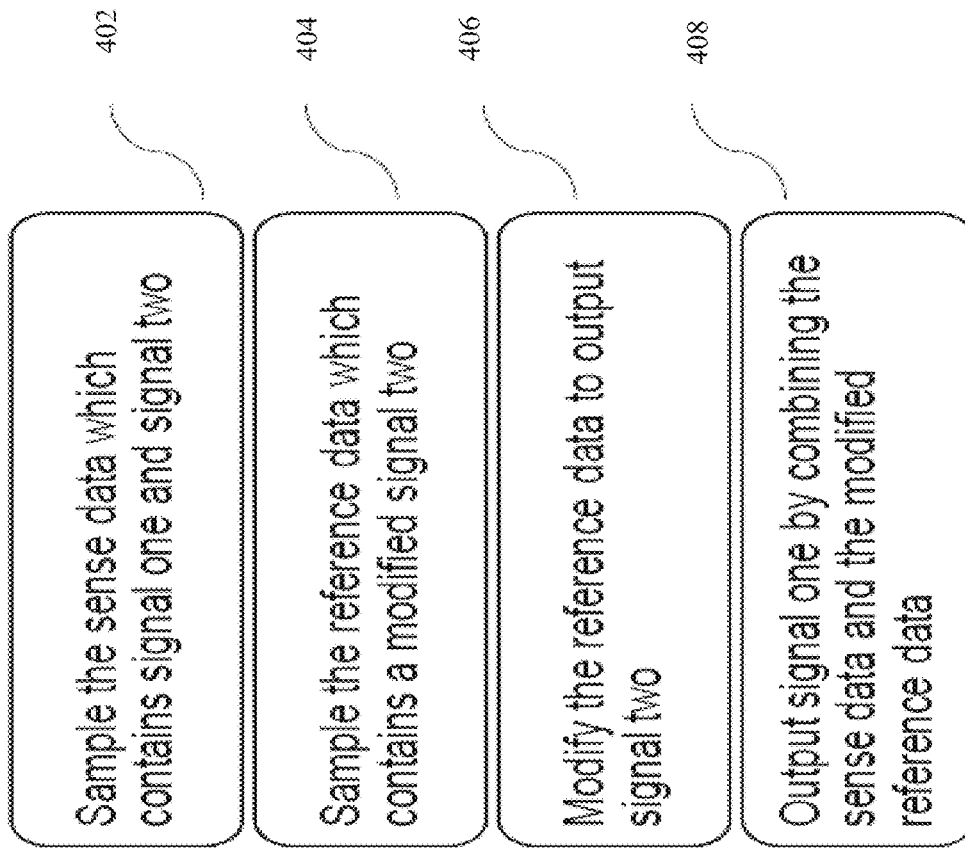 Sample the sense data which
contains signal one and signal two
402
Sample the reference data which
contains a modified signal two
404
Modify the reference data to output
signal two
406
Output signal one by combining the
sense data and the modified
reference data
408